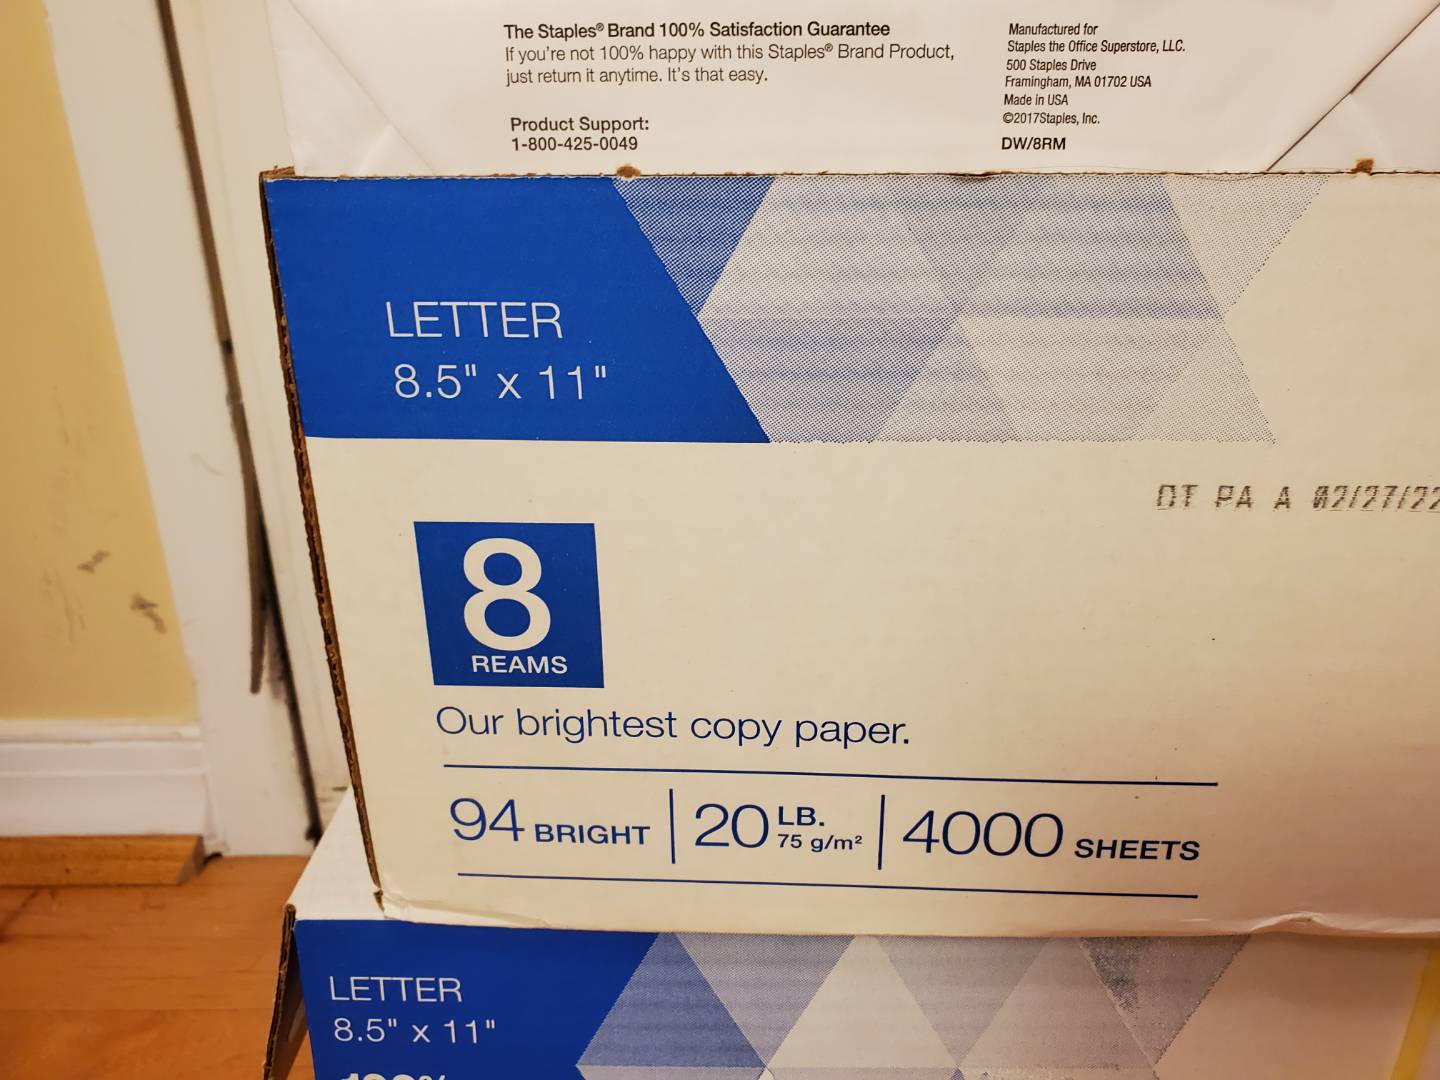 The Staples® Brand 100% Satisfaction Guarantee
If you're not 100% happy with this Staples® Brand Product,
just return it anytime. It's that easy.
Product Support:
1-800-425-0049
Manufactured for
Staples the Office Superstore, LLC.
500 Staples Drive
Framingham, MA 01702 USA
Made in USA
©2017Staples, Inc.
DW/8RM
LETTER
8.5" x 11"
DT PA A 02/27/22
8
REAMS
Our brightest copy paper.
94 BRIGHT
20 LB.
75 g/m²
4000 SHEETS
LETTER
8.5" x 11"